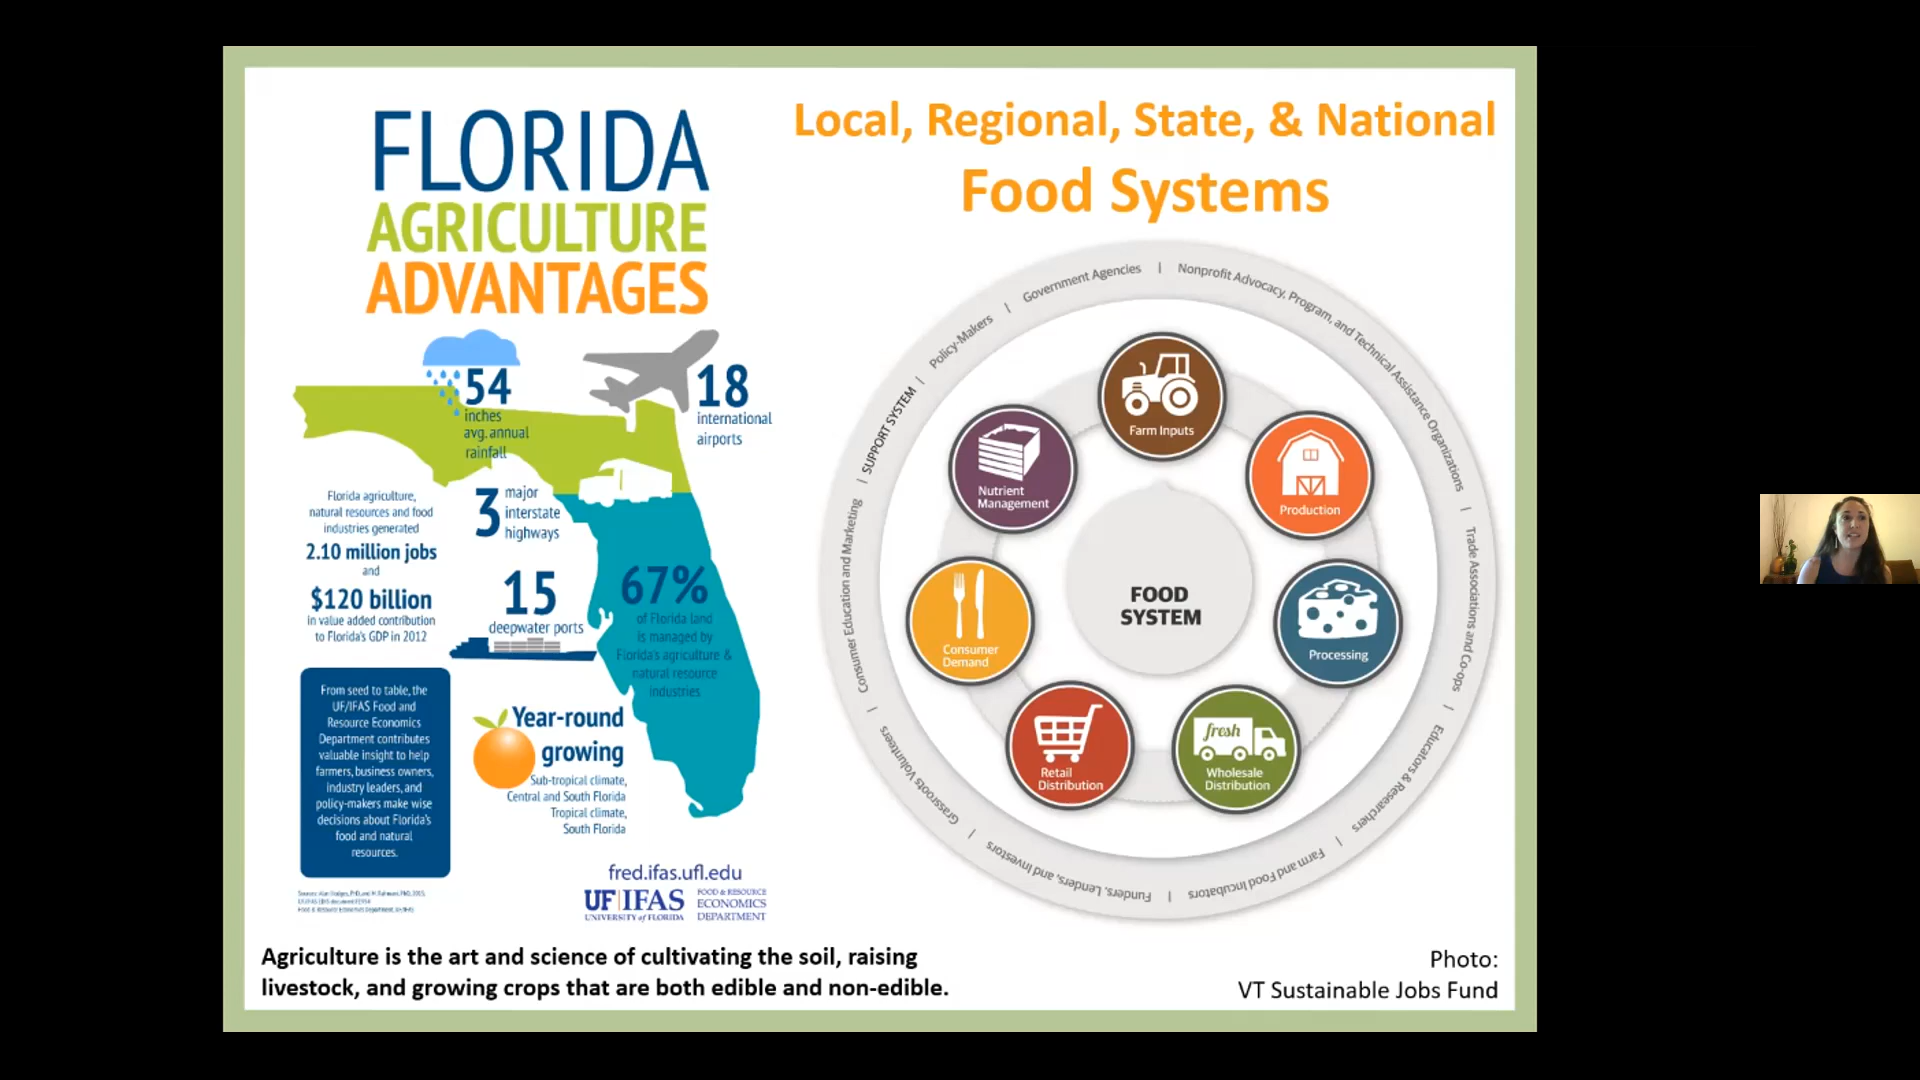 FLORIDA
AGRICULTURE
ADVANTAGES
54
inches
avg. annual
rainfall
18
international
airports
Florida agriculture,
natural resources and food
industries generated
2.10 million jobs
and
$120 billion
in value added contribution
to Florida's GDP in 2012
3
major
interstate
highways
15
deepwater ports
67%
of Florida land
is managed by
Florida's agriculture &
natural resource
industries.
From seed to table, the
UF/IFAS Food and
Resource Economics
Department contributes
valuable insight to help
farmers, business owners,
industry leaders, and
policy-makers make wise
decisions about Florida's
food and natural
resources.
Year-round
growing
Sub-tropical climate,
Central and South Florida
Tropical climate,
South Florida
fred.ifas.ufl.edu
UF|IFAS
UNIVERSITY of FLORIDA
FOOD & RESOURCE
ECONOMICS
DEPARTMENT
Local, Regional, State, & National
Food Systems
SUPPORT SYSTEM | Policy-Makers | Government Agencies | Nonprofit Advocacy, Program, and Technical Assistance Organizations | Trade Associations and Co-ops | Educators & Researchers | Farm and Food Incubators | Funders, Lenders, and Investors | Grassroots Volunteers | Consumer Education and Marketing |
Farm Inputs
Production
Processing
fresh
Wholesale
Distribution
Retail
Distribution
Consumer
Demand
Nutrient
Management
FOOD
SYSTEM
Agriculture is the art and science of cultivating the soil, raising
livestock, and growing crops that are both edible and non-edible.
Photo:
VT Sustainable Jobs Fund